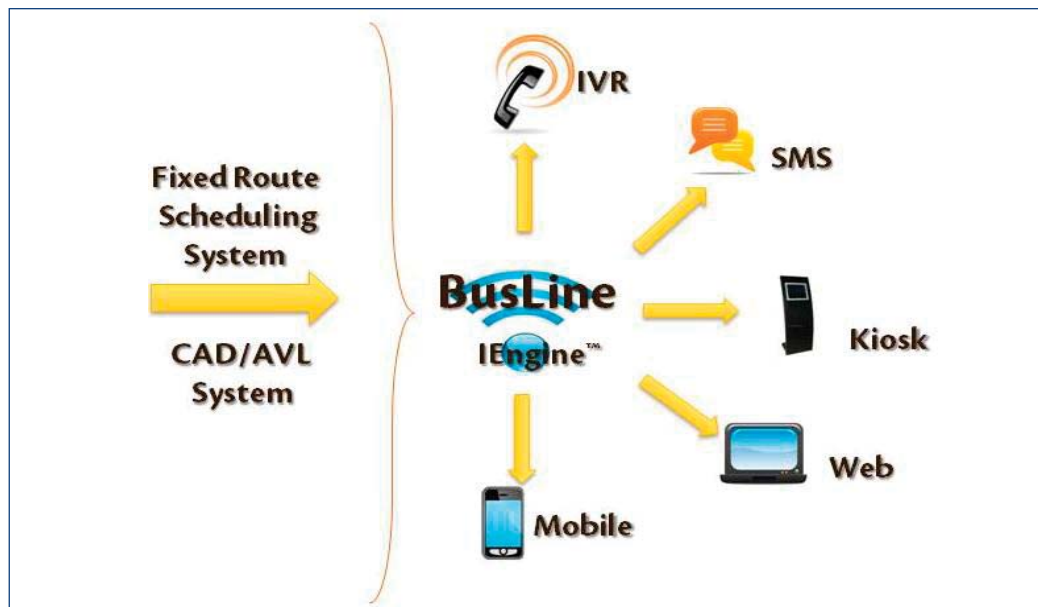 Fixed Route
Scheduling
System
CAD/AVL
System
IVR
SMS
BusLine
IEngine™
Kiosk
Web
Mobile